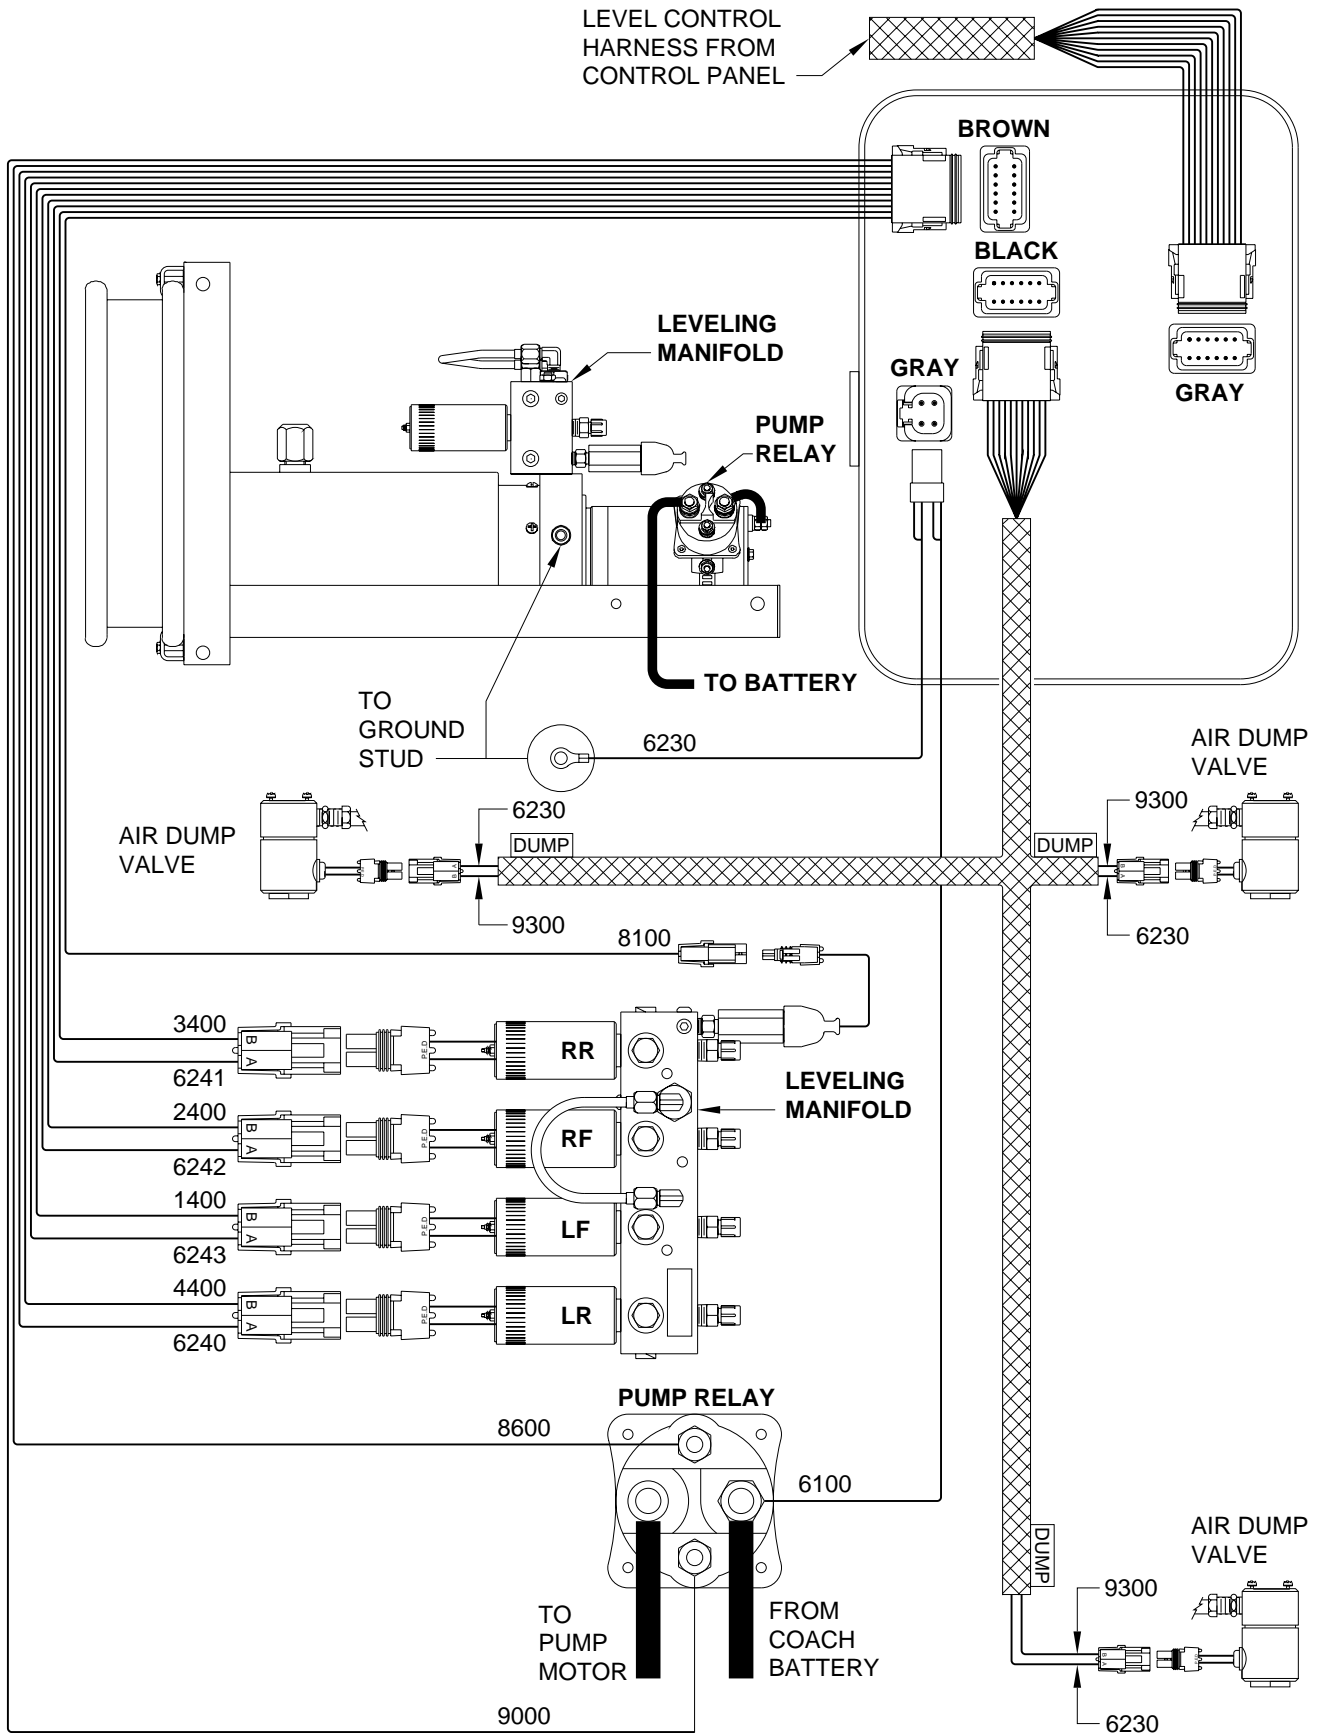 LEVEL CONTROL
HARNESS FROM
CONTROL PANEL
BROWN
BLACK
GRAY
GRAY
LEVELING
MANIFOLD
PUMP
RELAY
TO BATTERY
TO
GROUND
STUD
6230
AIR DUMP
VALVE
9300
DUMP
6230
AIR DUMP
VALVE
6230
DUMP
9300
8100
3400
B
A
6241
P.E.D
RR
2400
B
A
6242
P.E.D
RF
1400
B
A
6243
P.E.D
LF
4400
B
A
6240
P.E.D
LR
LEVELING
MANIFOLD
PUMP RELAY
8600
6100
TO
PUMP
MOTOR
FROM
COACH
BATTERY
9000
DUMP
AIR DUMP
VALVE
9300
B
A
6230